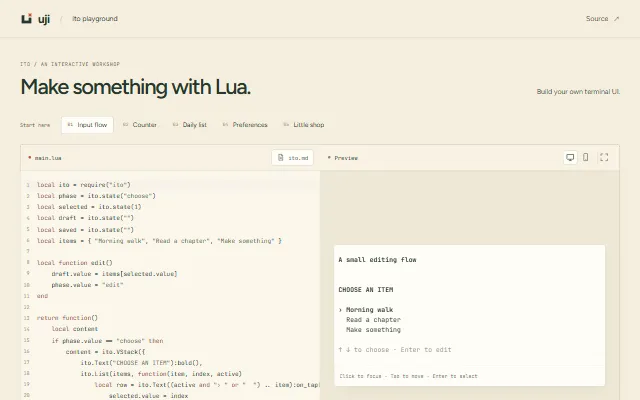 uji / ito playground
Source ↗
ITO / AN INTERACTIVE WORKSHOP
Make something with Lua.
Build your own terminal UI.
Start here
01 Input flow
02 Counter
03 Daily list
04 Preferences
05 Little shop
main.lua
ito.md
Preview
1 local ito = require("ito")
2 local phase = ito.state("choose")
3 local selected = ito.state(1)
4 local draft = ito.state("")
5 local saved = ito.state("")
6 local items = { "Morning walk", "Read a chapter", "Make something" }
7
8 local function edit()
9 draft.value = items[selected.value]
10 phase.value = "edit"
11 end
12
13 return function()
14 local content
15 if phase.value == "choose" then
16 content = ito.VStack({
17 ito.Text("CHOOSE AN ITEM"):bold(),
18 ito.List(items, function(item, index, active)
19 local row = ito.Text((active and "› " or "  ") .. item):on_tap(
20 selected.value = index
A small editing flow
CHOOSE AN ITEM
› Morning walk
Read a chapter
Make something
↑ ↓ to choose · Enter to edit
Click to focus · Tap to move · Enter to select